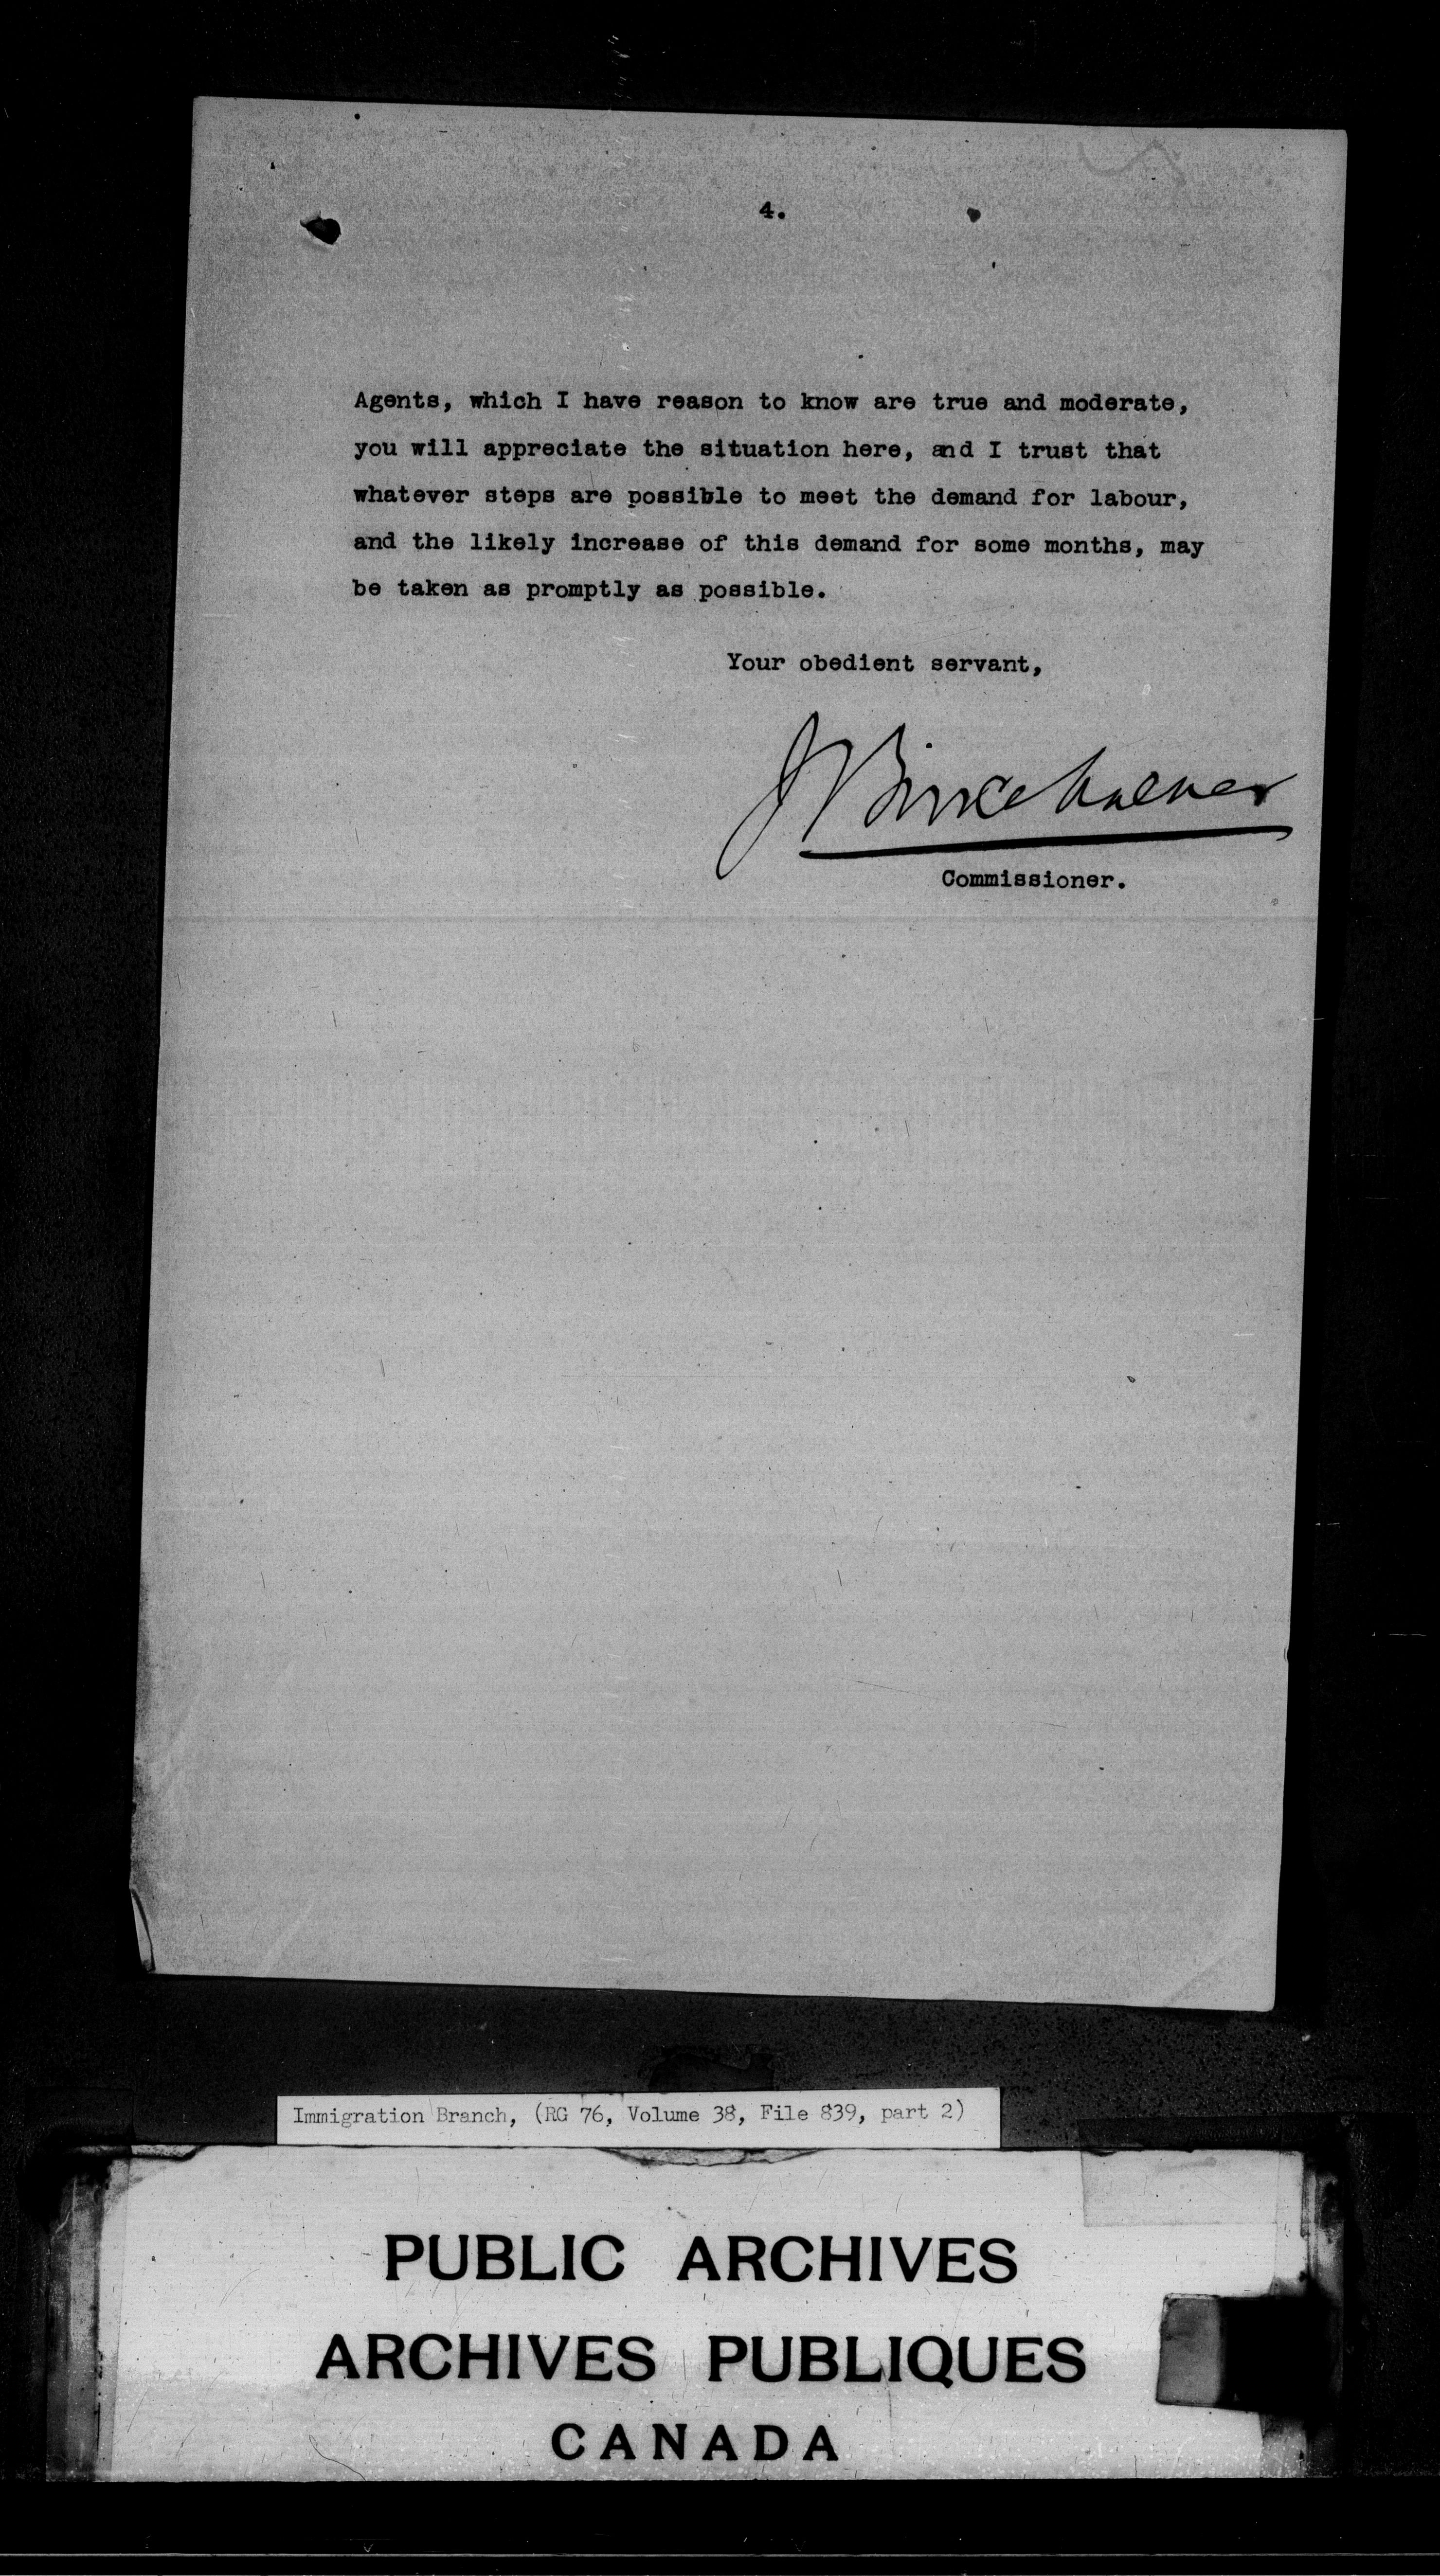 4.
Agents, which I have reason to know are true and moderate,
you will appreciate the situation here, and I trust that
whatever steps are possible to meet the demand for labour,
and the likely increase of this demand for some months, may
be taken as promptly as possible.
Your obedient servant,
J Bruce Walker
Commissioner.
Immigration Branch, (RG 76, Volume 38, File 839, part 2)
PUBLIC ARCHIVES
ARCHIVES PUBLIQUES
CANADA